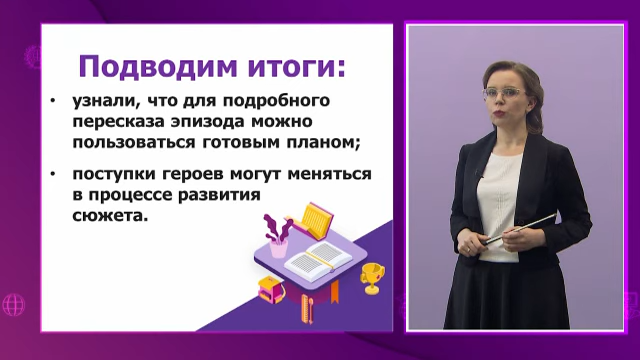 Подводим итоги:
• узнали, что для подробного
пересказа эпизода можно
пользоваться готовым планом;
• поступки героев могут меняться
в процессе развития
сюжета.